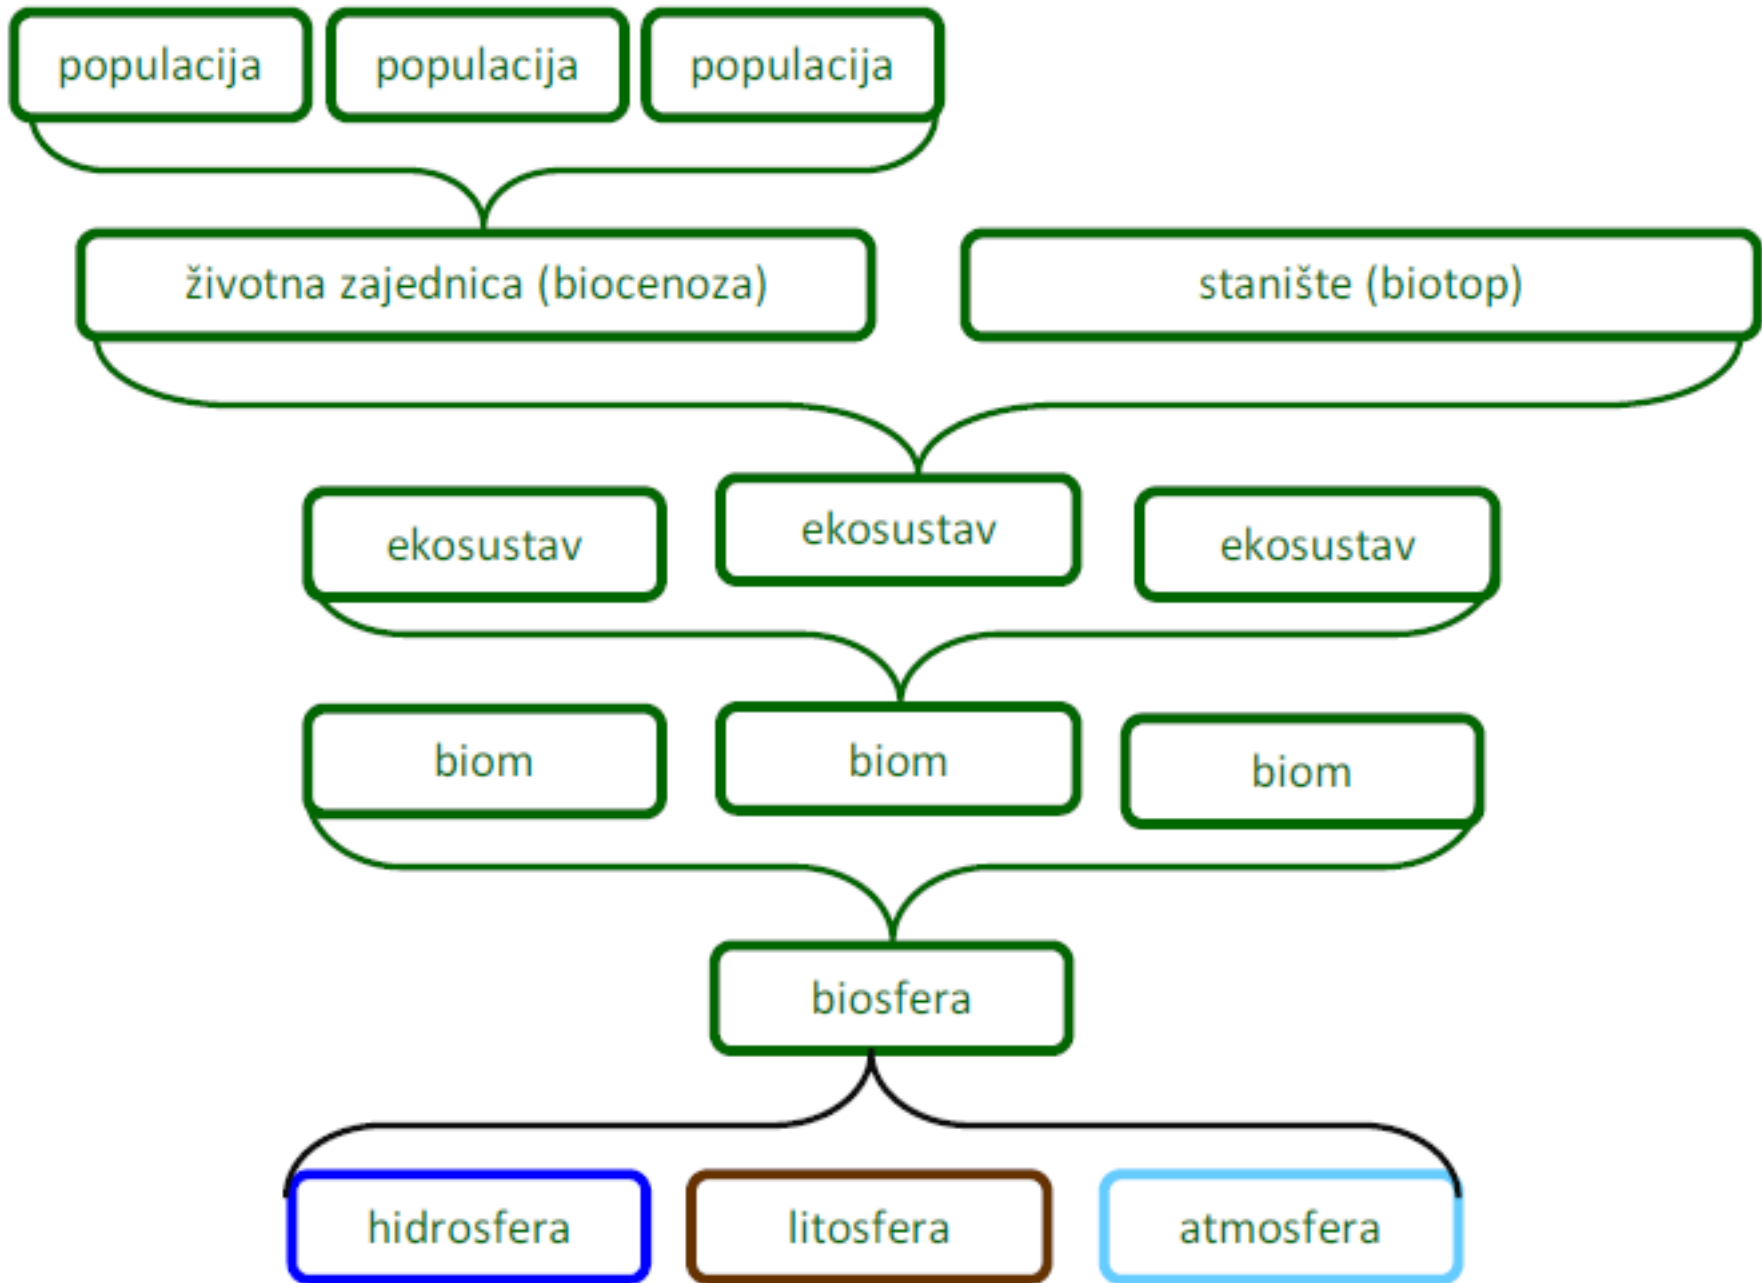 populacija
populacija
populacija
životna zajednica (biocenoza)
stanište (biotop)
ekosustav
ekosustav
ekosustav
biom
biom
biom
biosfera
hidrosfera
litosfera
atmosfera